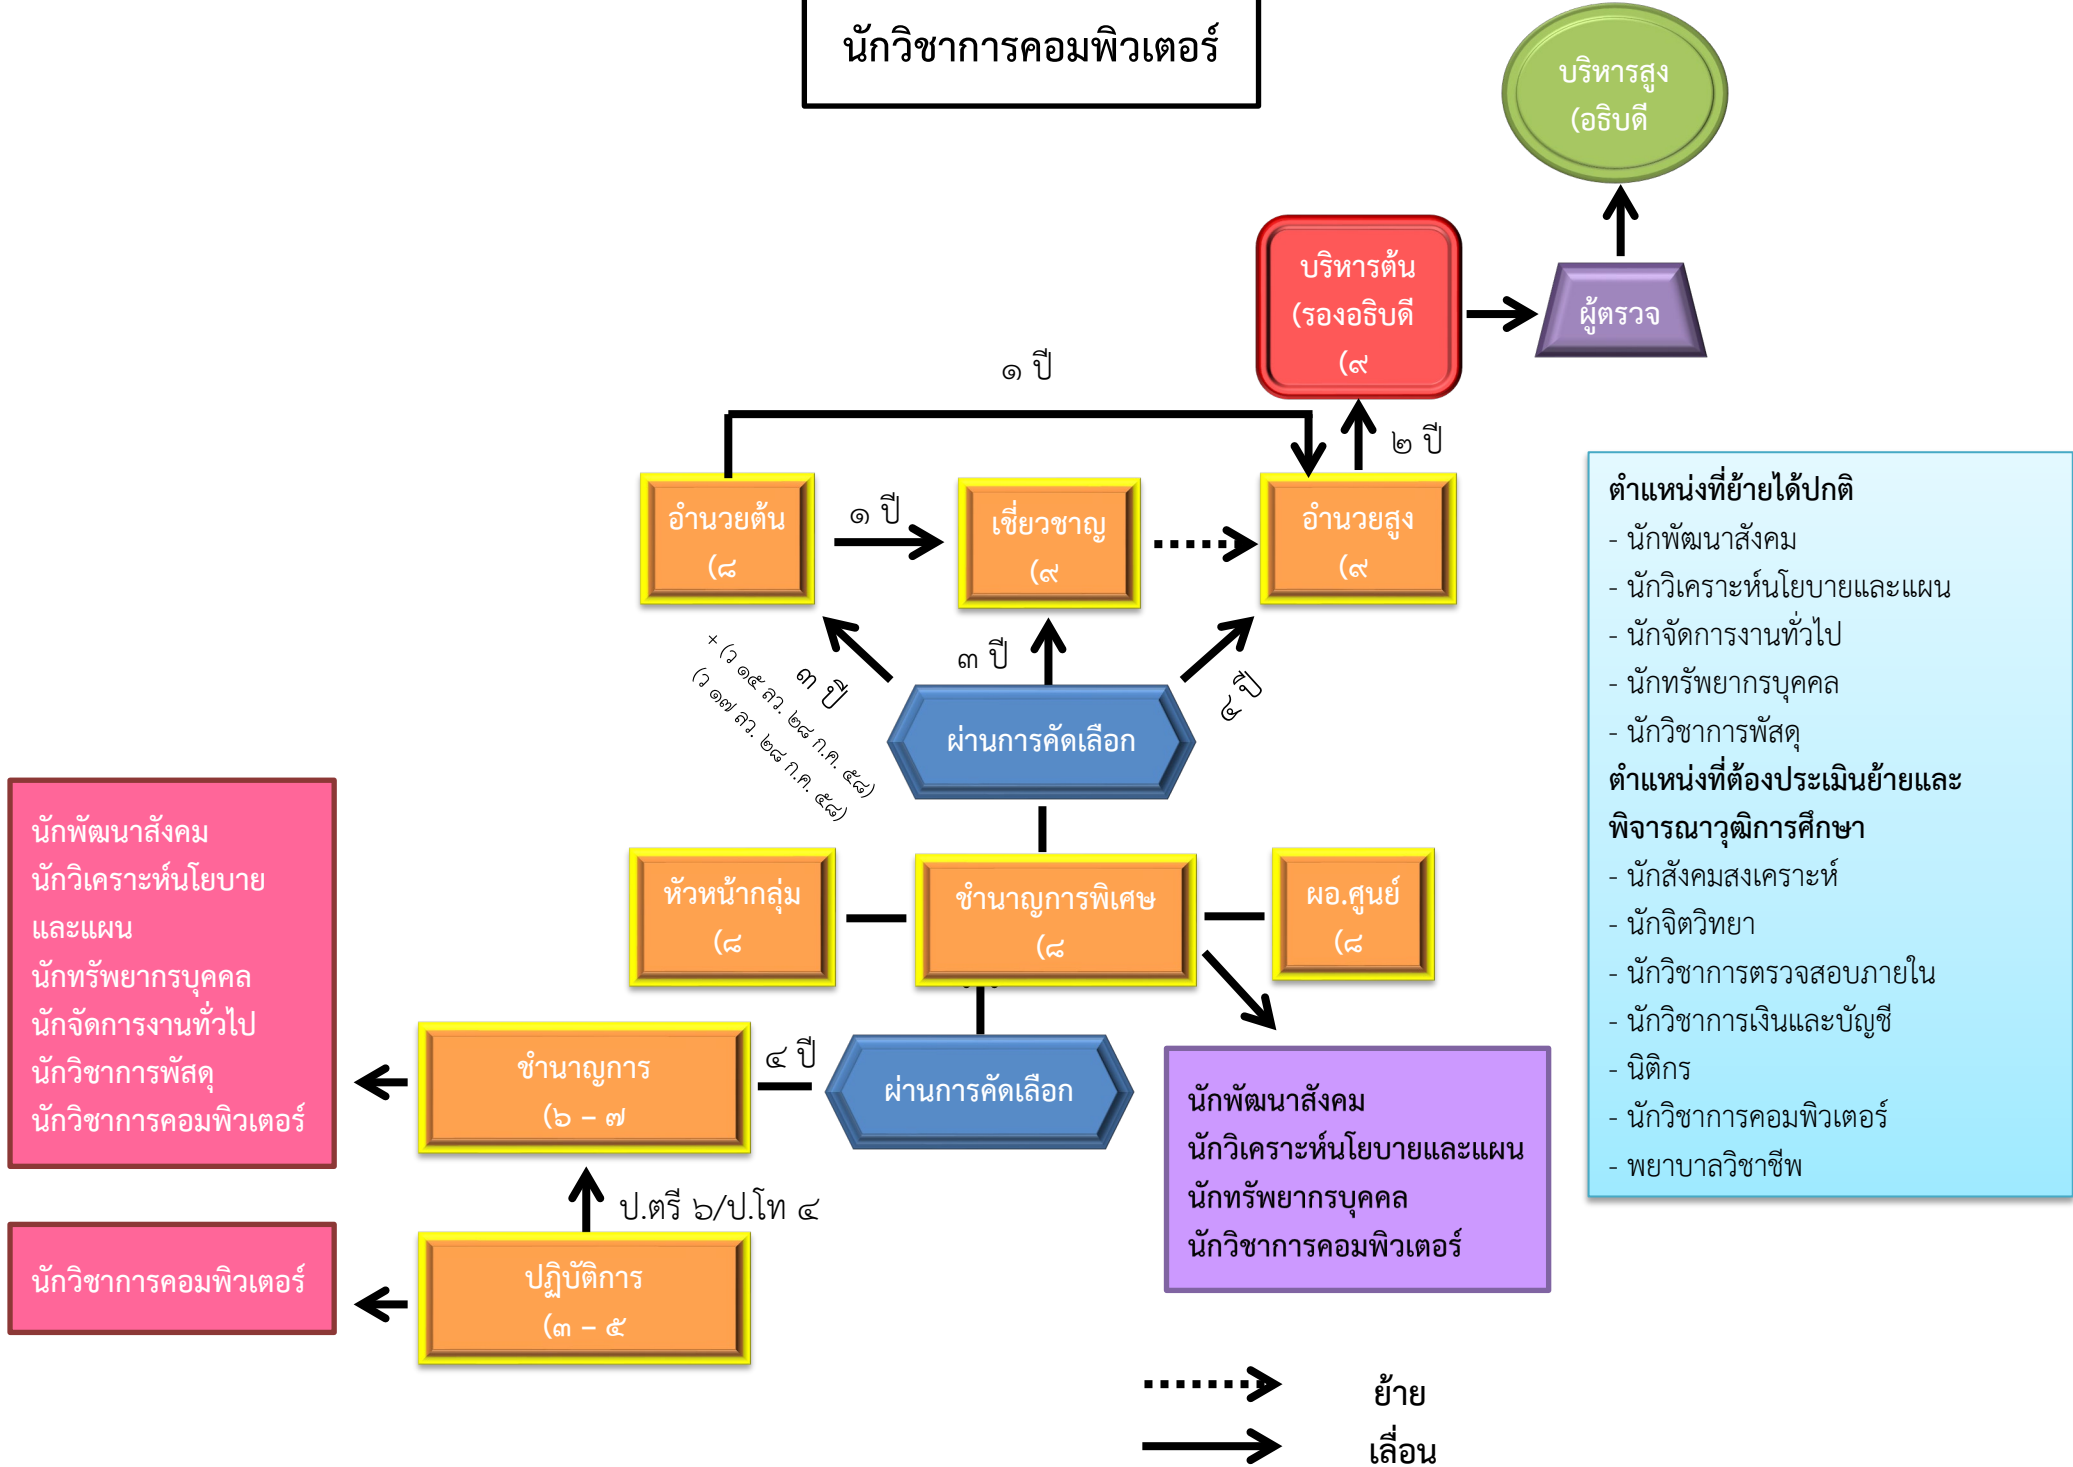 นักวิชาการคอมพิวเตอร์
บริหารสูง
(อธิบดี
บริหารต้น
(รองอธิบดี
(๙
ผู้ตรวจ
๑ ปี
๒ ปี
อำนวยต้น
(๘
๑ ปี
เชี่ยวชาญ
(๙
อำนวยสูง
(๙
+ (ว ๑๕ ลว. ๒๘ ก.ค. ๕๘)
(ว ๑๗ ลว. ๒๘ ก.ค. ๕๘)
๓ ปี
๓ ปี
๔ ปี
ผ่านการคัดเลือก
หัวหน้ากลุ่ม
(๘
ชำนาญการพิเศษ
(๘
ผอ.ศูนย์
(๘
นักพัฒนาสังคม
นักวิเคราะห์นโยบาย
และแผน
นักทรัพยากรบุคคล
นักจัดการงานทั่วไป
นักวิชาการพัสดุ
นักวิชาการคอมพิวเตอร์
ชำนาญการ
(๖ – ๗
๔ ปี
ผ่านการคัดเลือก
ป.ตรี ๖/ป.โท ๔
นักวิชาการคอมพิวเตอร์
ปฏิบัติการ
(๓ – ๕
นักพัฒนาสังคม
นักวิเคราะห์นโยบายและแผน
นักทรัพยากรบุคคล
นักวิชาการคอมพิวเตอร์
ตำแหน่งที่ย้ายได้ปกติ
- นักพัฒนาสังคม
- นักวิเคราะห์นโยบายและแผน
- นักจัดการงานทั่วไป
- นักทรัพยากรบุคคล
- นักวิชาการพัสดุ
ตำแหน่งที่ต้องประเมินย้ายและ
พิจารณาวุฒิการศึกษา
- นักสังคมสงเคราะห์
- นักจิตวิทยา
- นักวิชาการตรวจสอบภายใน
- นักวิชาการเงินและบัญชี
- นิติกร
- นักวิชาการคอมพิวเตอร์
- พยาบาลวิชาชีพ
ย้าย
เลื่อน